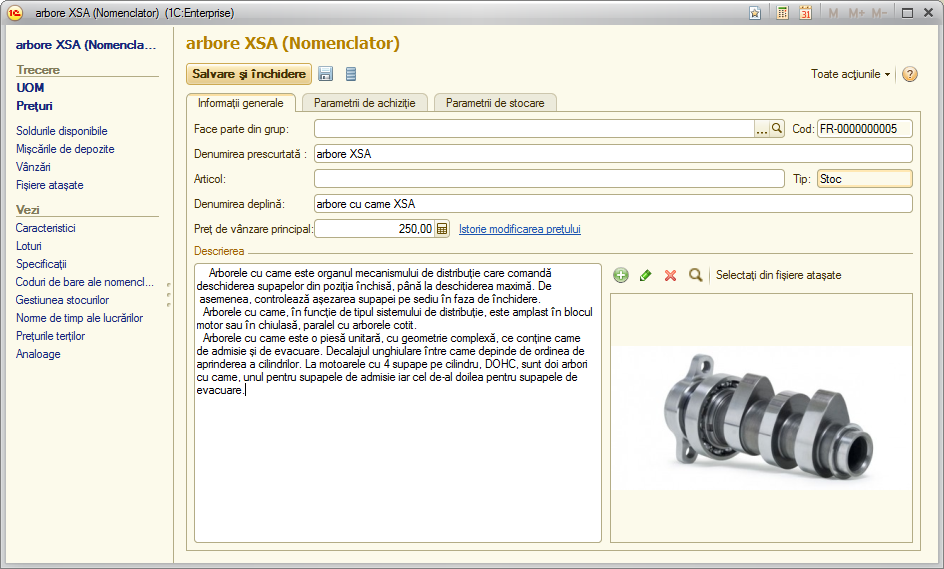 arbore XSA (Nomenclator) (1C:Enterprise)
M M+ M-
arbore XSA (Nomencla...
Trecere
UOM
Prețuri
Soldurile disponibile
Mișcările de depozite
Vânzări
Fișiere atașate
Vezi
Caracteristici
Loturi
Specificații
Coduri de bare ale nomencl...
Gestiunea stocurilor
Norme de timp ale lucrărilor
Prețurile terților
Analoage
arbore XSA (Nomenclator)
Salvare și închidere
Toate acțiunile
Informații generale
Parametrii de achiziție
Parametrii de stocare
Face parte din grup:
...
Cod: FR-0000000005
Denumirea prescurtată : arbore XSA
Articol:
Tip: Stoc
Denumirea deplină: arbore cu came XSA
Preț de vânzare principal: 250,00 Istorie modificarea prețului
Descrierea
Arborele cu came este organul mecanismului de distribuție care comandă
deschiderea supapelor din poziția închisă, până la deschiderea maximă. De
asemenea, controlează așezarea supapei pe sediu în faza de închidere.
Arborele cu came, în funcție de tipul sistemului de distribuție, este amplast în blocul
motor sau în chiulasă, paralel cu arborele cotit.
Arborele cu came este o piesă unitară, cu geometrie complexă, ce conține came
de admisie și de evacuare. Decalajul unghiulare între came depinde de ordinea de
aprinderea a cilindrilor. La motoarele cu 4 supape pe cilindru, DOHC, sunt doi arbori
cu came, unul pentru supapele de admisie iar cel de-al doilea pentru supapele de
evacuare.
Selectați din fișiere atașate